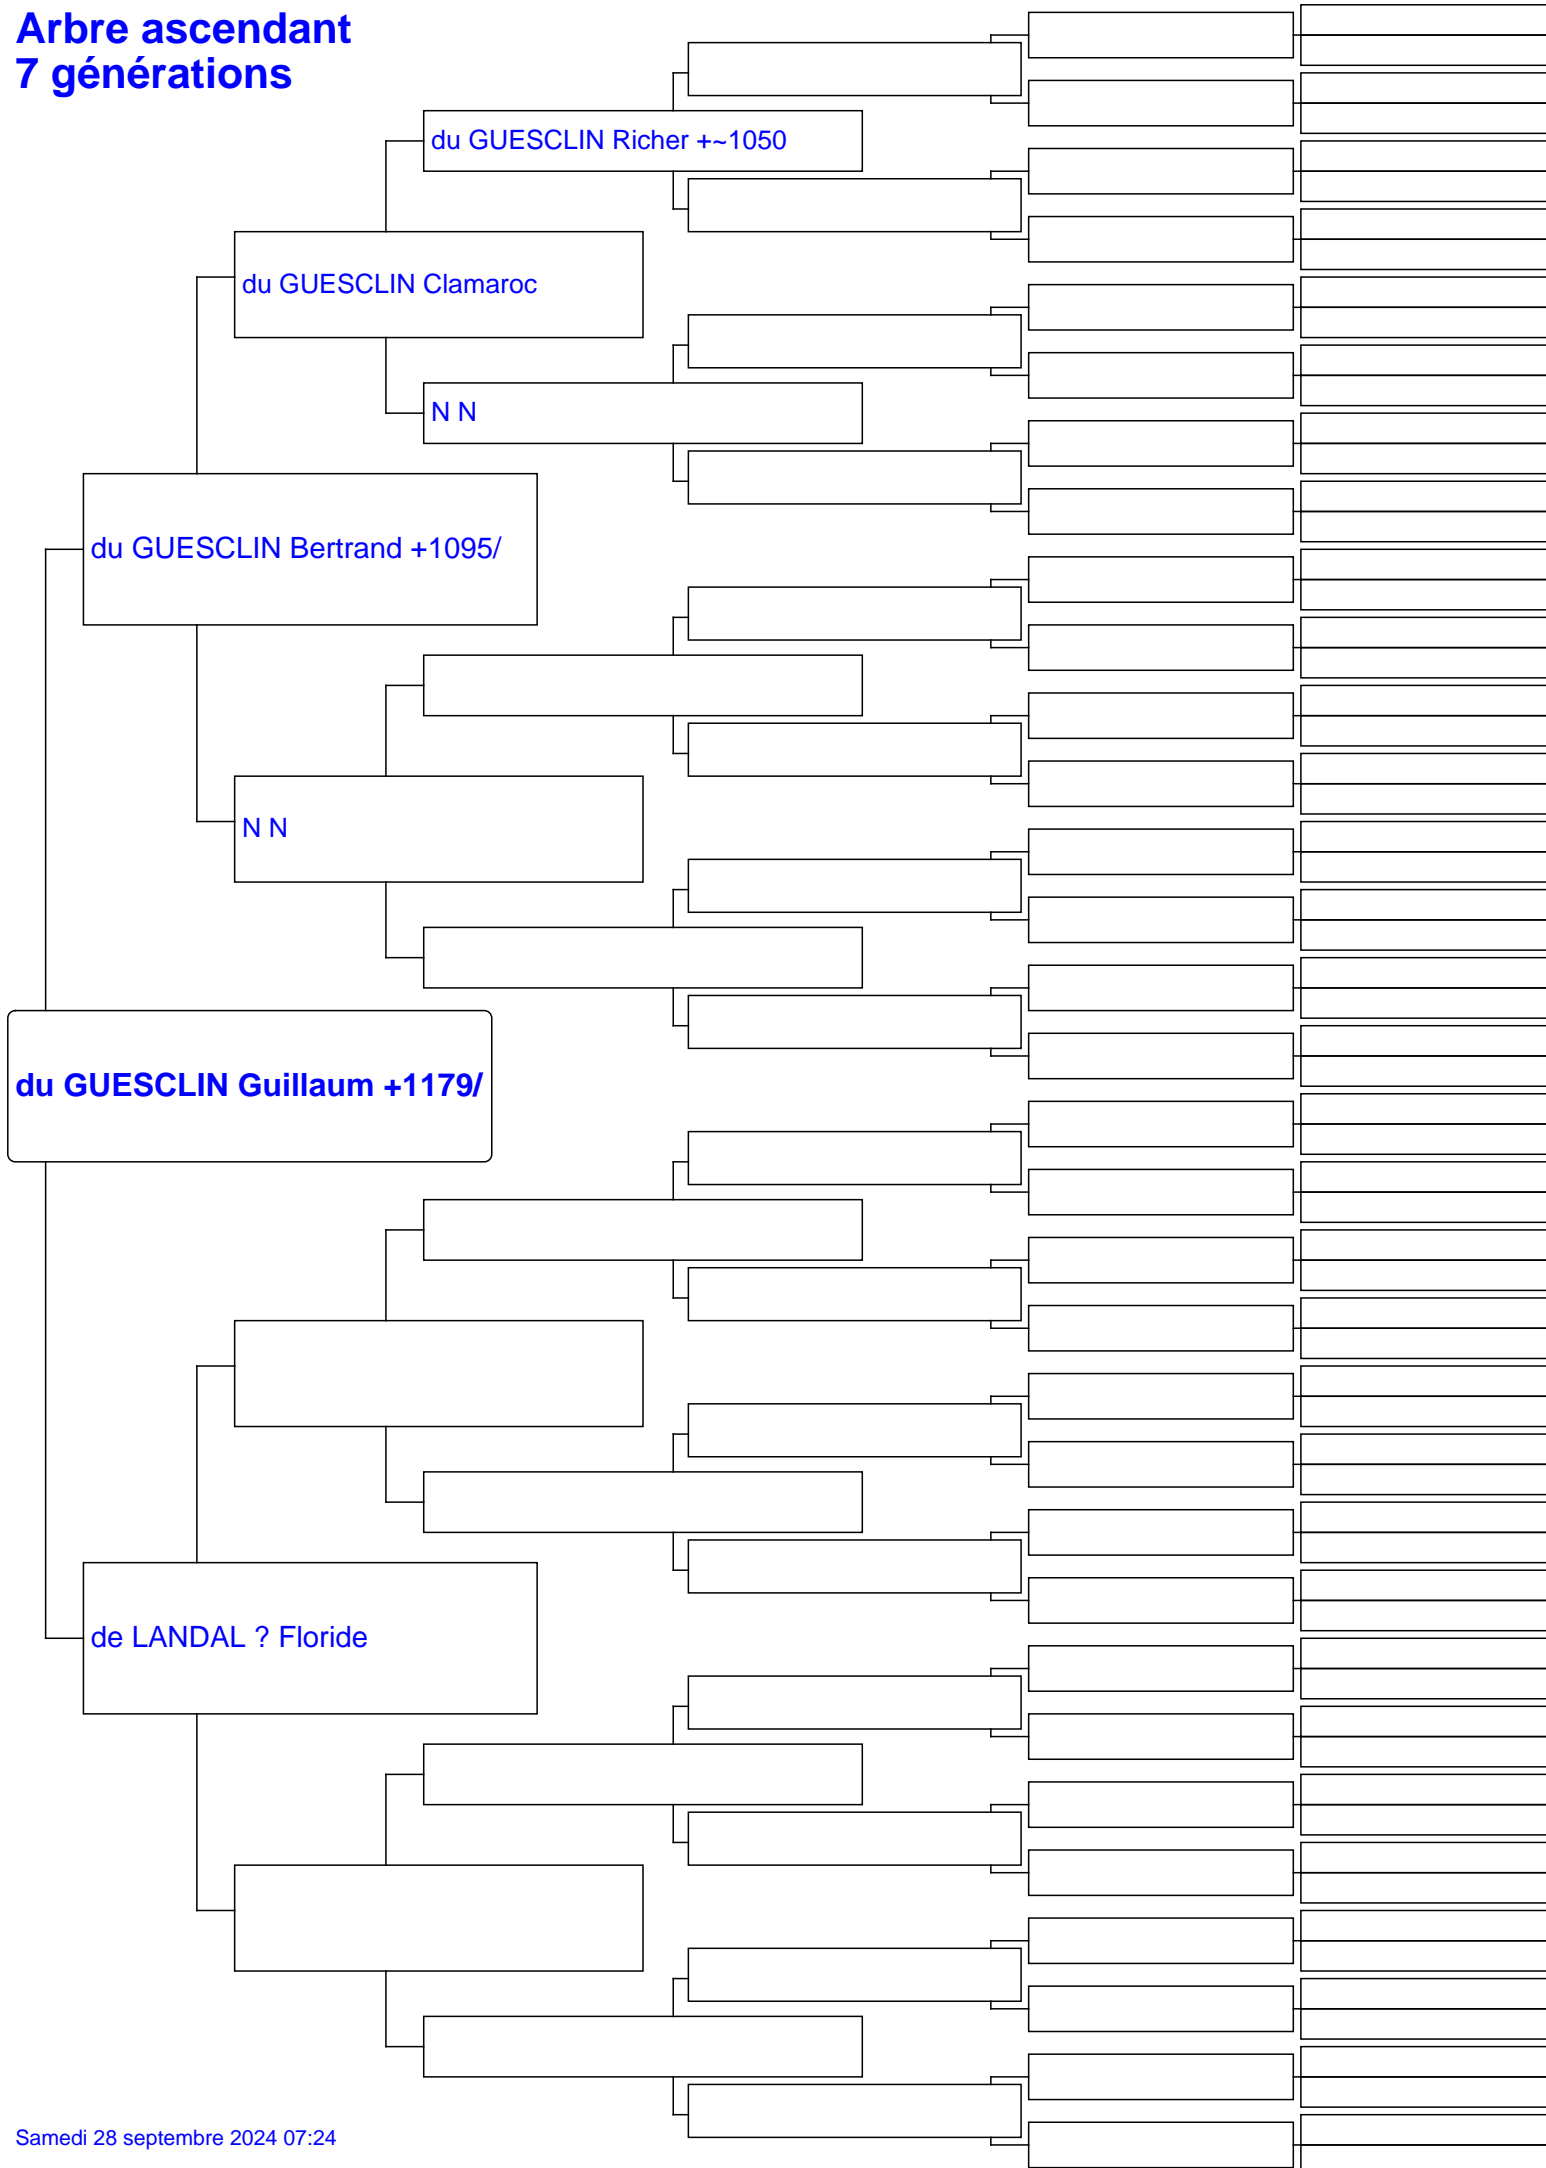 Arbre ascendant
7 générations
du GUESCLIN Richer +~1050
du GUESCLIN Clamaroc
N N
du GUESCLIN Bertrand +1095/
N N
du GUESCLIN Guillaum +1179/
de LANDAL ? Floride
Samedi 28 septembre 2024 07:24